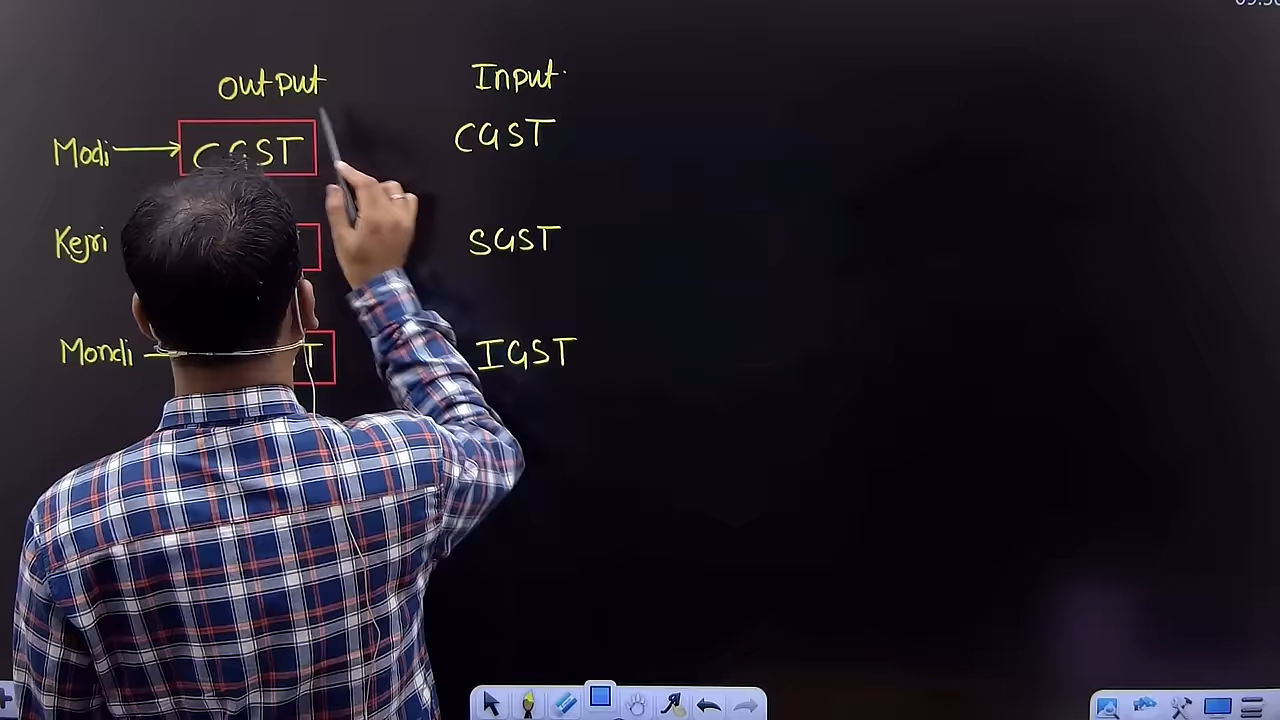 Output Input
Modi CGST CGST
Kejri SGST
Mondi T IGST